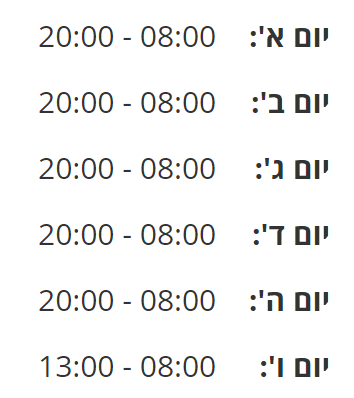 יום א': 08:00 - 20:00
יום ב': 08:00 - 20:00
יום ג': 08:00 - 20:00
יום ד': 08:00 - 20:00
יום ה': 08:00 - 20:00
יום ו': 08:00 - 13:00